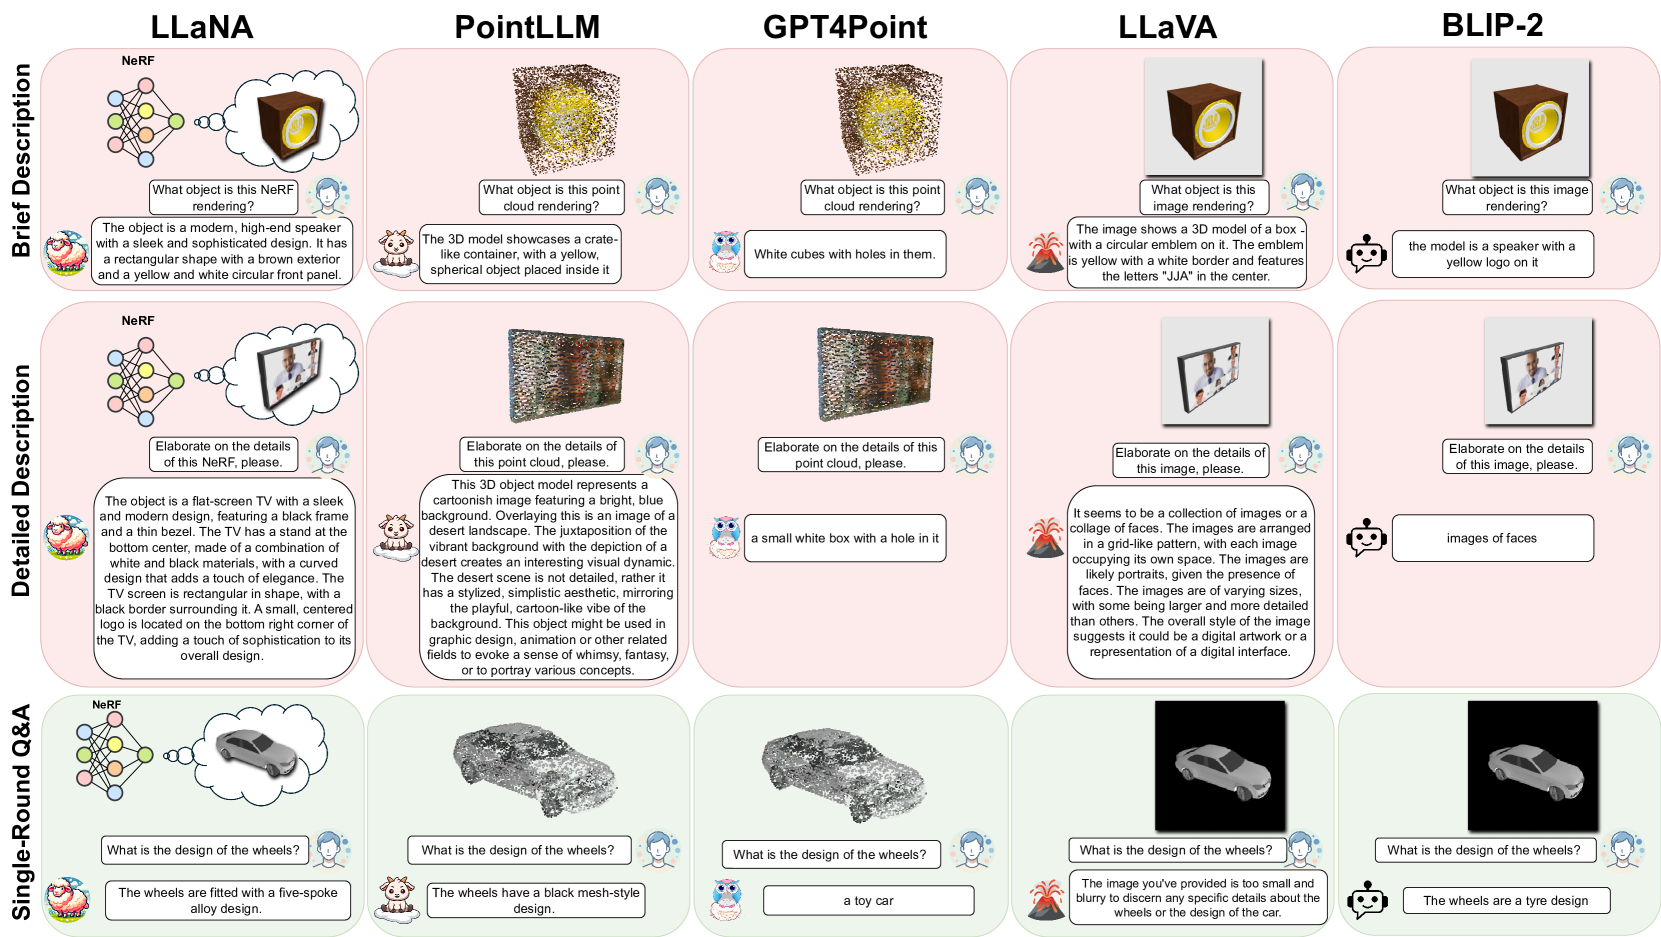 LLaNA
PointLLM
GPT4Point
LLaVA
BLIP-2
Brief Description
NeRF
What object is this NeRF
rendering?
The object is a modern, high-end speaker
with a sleek and sophisticated design. It has
a rectangular shape with a brown exterior
and a yellow and white circular front panel.
What object is this point
cloud rendering?
The 3D model showcases a crate-
like container, with a yellow,
spherical object placed inside it
What object is this point
cloud rendering?
White cubes with holes in them.
What object is this
image rendering?
The image shows a 3D model of a box -
with a circular emblem on it. The emblem
is yellow with a white border and features
the letters "JJA" in the center.
What object is this image
rendering?
the model is a speaker with a
yellow logo on it
Detailed Description
NeRF
Elaborate on the details
of this NeRF, please.
The object is a flat-screen TV with a sleek
and modern design, featuring a black frame
and a thin bezel. The TV has a stand at the
bottom center, made of a combination of
white and black materials, with a curved
design that adds a touch of elegance. The
TV screen is rectangular in shape, with a
black border surrounding it. A small, centered
logo is located on the bottom right corner of
the TV, adding a touch of sophistication to its
overall design.
Elaborate on the details of
this point cloud, please.
This 3D object model represents a
cartoonish image featuring a bright, blue
background. Overlaying this is an image of a
desert landscape. The juxtaposition of the
vibrant background with the depiction of a
desert creates an interesting visual dynamic.
The desert scene is not detailed, rather it
has a stylized, simplistic aesthetic, mirroring
the playful, cartoon-like vibe of the
background. This object might be used in
graphic design, animation or other related
fields to evoke a sense of whimsy, fantasy,
or to portray various concepts.
Elaborate on the details of this
point cloud, please.
a small white box with a hole in it
Elaborate on the details of
this image, please.
It seems to be a collection of images or a
collage of faces. The images are arranged
in a grid-like pattern, with each image
occupying its own space. The images are
likely portraits, given the presence of
faces. The images are of varying sizes,
with some being larger and more detailed
than others. The overall style of the image
suggests it could be a digital artwork or a
representation of a digital interface.
Elaborate on the details
of this image, please.
images of faces
Single-Round Q&A
NeRF
What is the design of the wheels?
The wheels are fitted with a five-spoke
alloy design.
What is the design of the wheels?
The wheels have a black mesh-style
design.
What is the design of the wheels?
a toy car
What is the design of the wheels?
The image you've provided is too small and
blurry to discern any specific details about the
wheels or the design of the car.
What is the design of the wheels?
The wheels are a tyre design